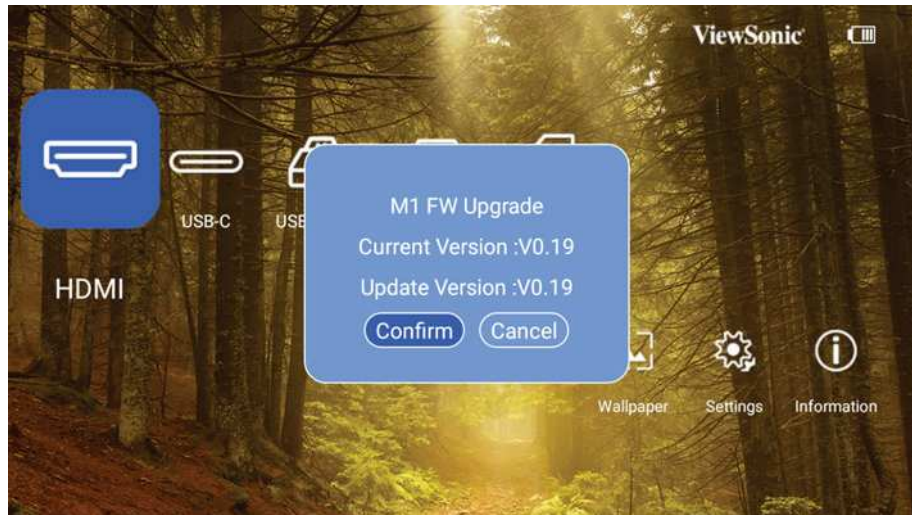 ViewSonic
USB-C
USB
HDMI
M1 FW Upgrade
Current Version :V0.19
Update Version :V0.19
Confirm
Cancel
Wallpaper
Settings
Information